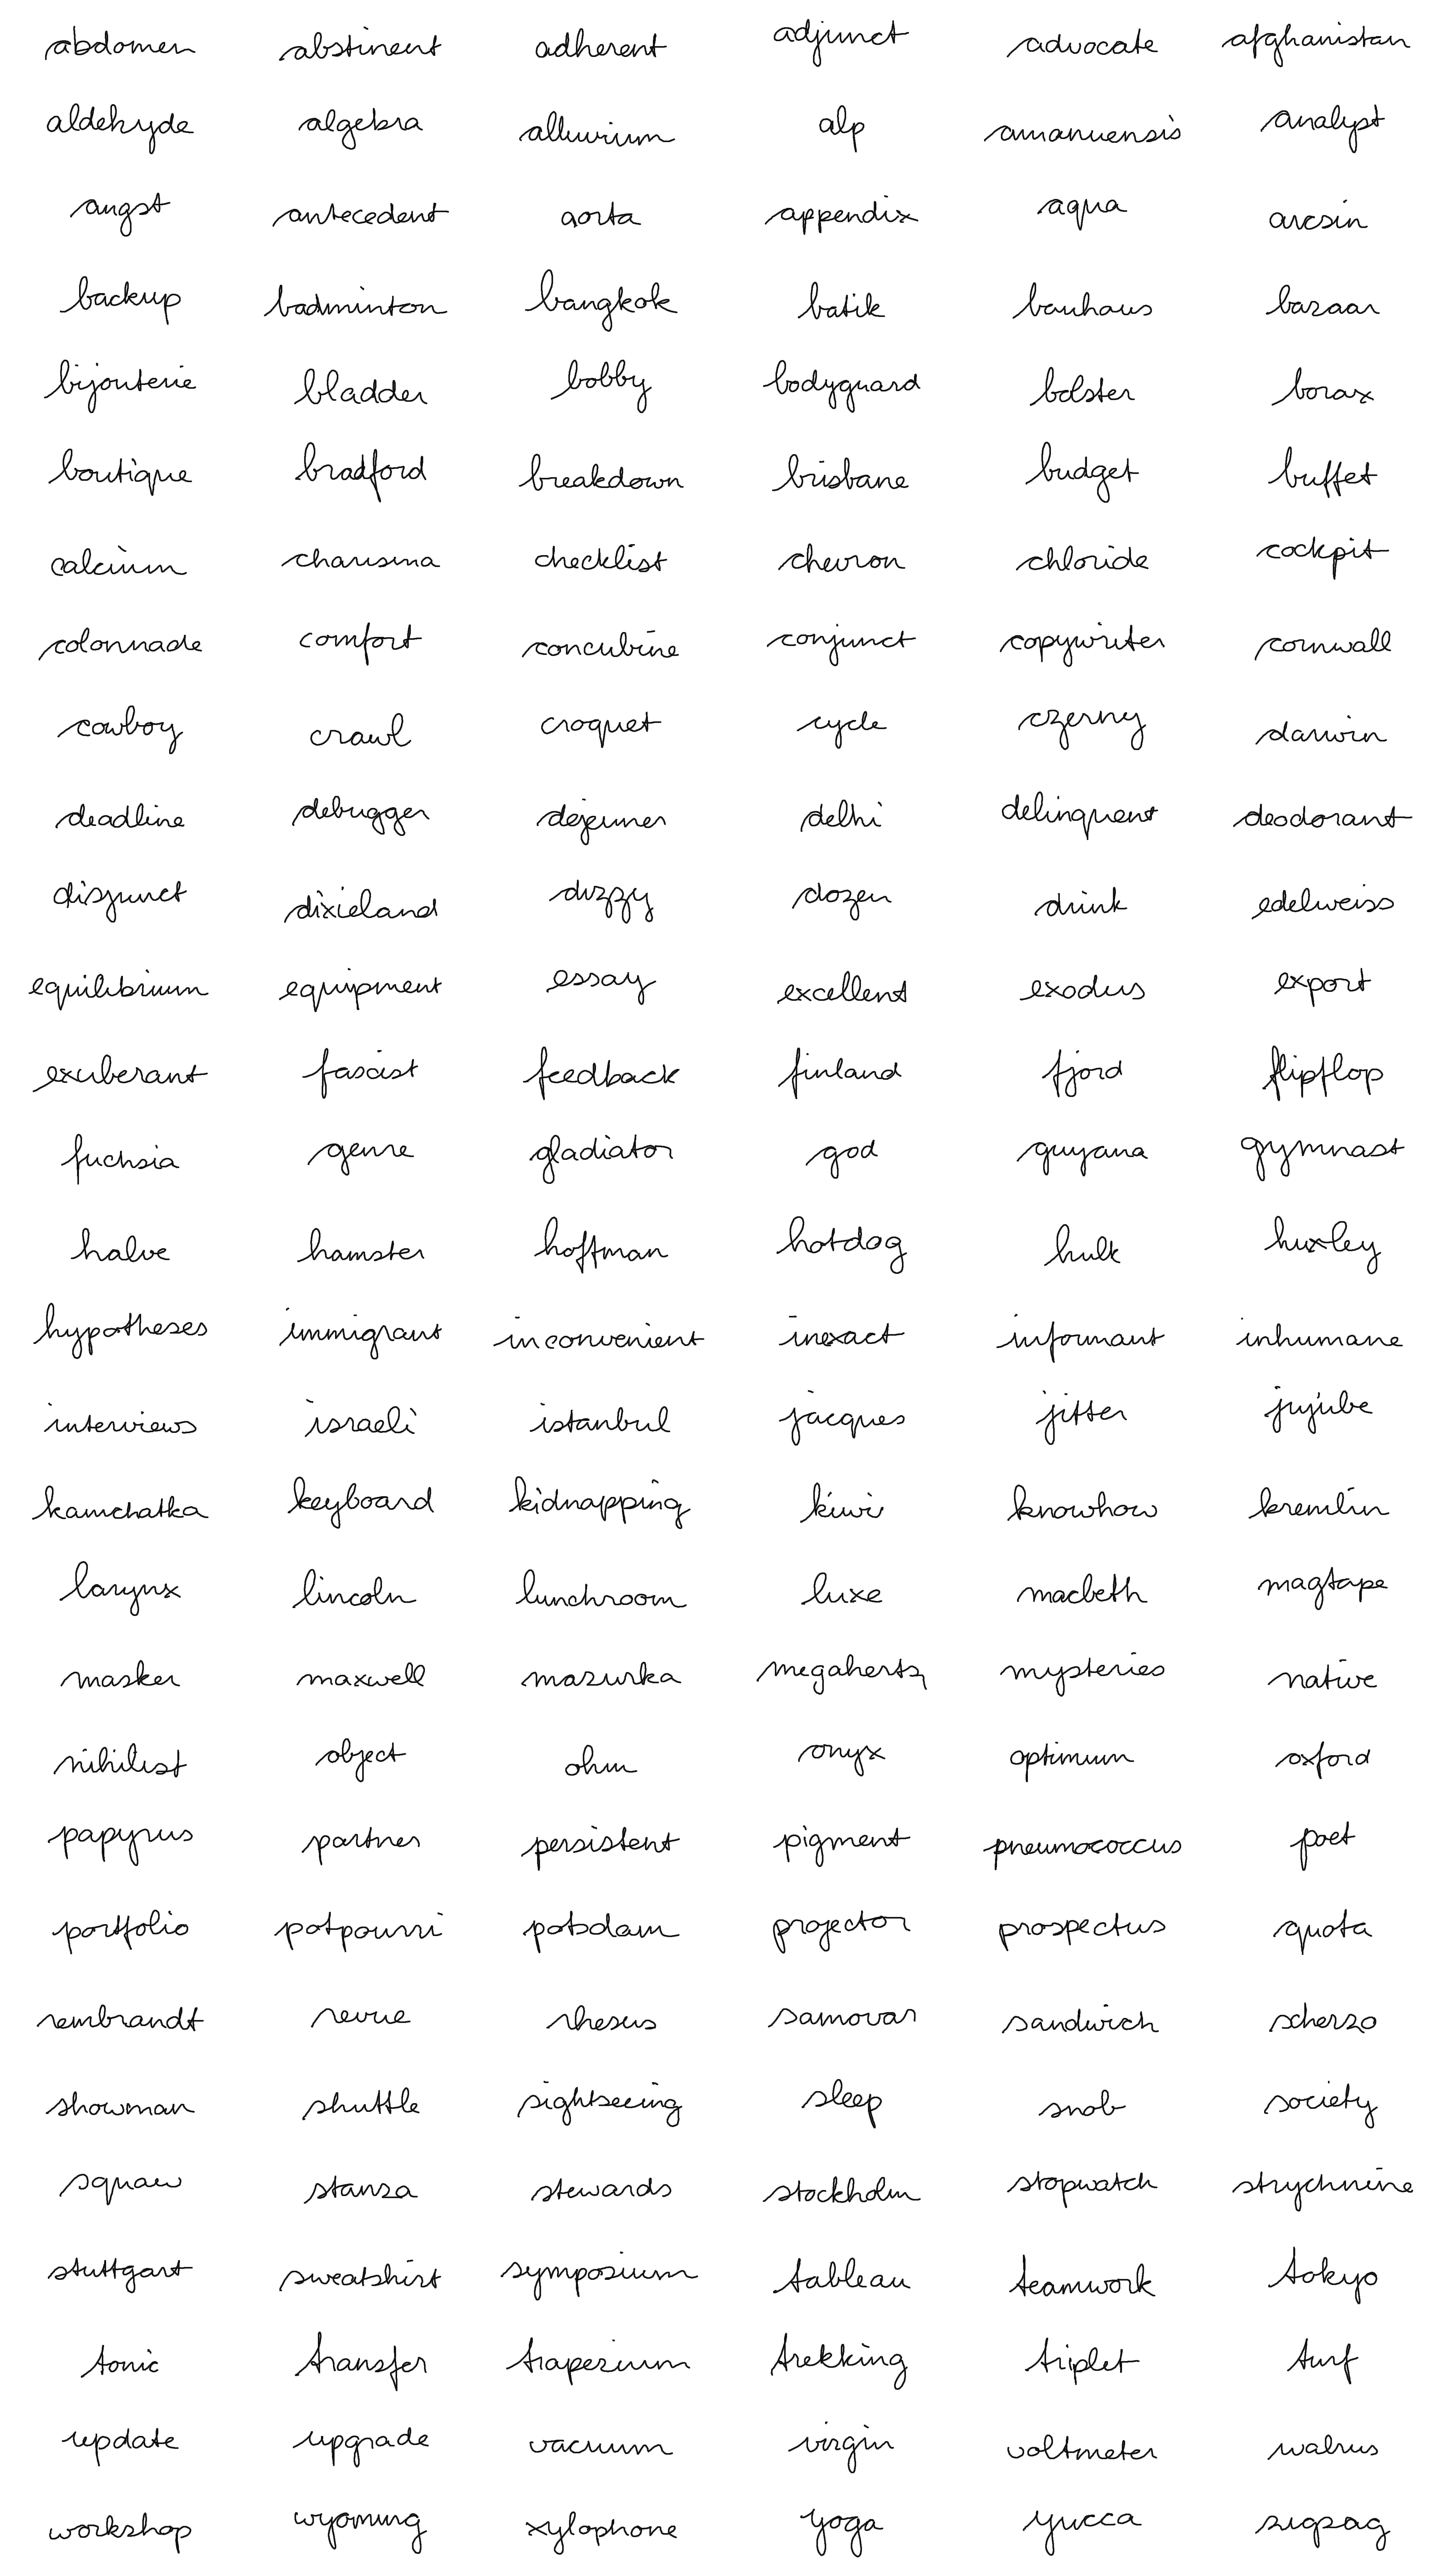 abdomen abstinent adherent adjunct advocate afghanistan
aldehyde algebra alluvium alp amanuensis analyst
angst antecedent aorta appendix aqua arcsin
backup badminton bangkok batik bauhaus bazaar
bijouterie bladder bobby bodyguard bolster borax
boutique bradford breakdown brisbane budget buffet
calcium charisma checklist chevron chloride cockpit
colonnade comfort concubine conjunct copywriter cornwall
cowboy crawl croquet cycle czerny darwin
deadline debugger dejeuner delhi delinquent deodorant
disjunct dixieland dizzy dozen drink edelweiss
equilibrium equipment essay excellent exodus export
exuberant fascist feedback finland fjord flipflop
fuchsia genre gladiator god guyana gymnast
halve hamster hoffman hotdog hulk huxley
hypotheses immigrant inconvenient inexact informant inhumane
interviews israeli istanbul jacques jitter jujube
kamchatka keyboard kidnapping kiwi knowhow kremlin
larynx lincoln lunchroom luxe macbeth magtape
masker maxwell mazurka megahertz mysteries native
nihilist object ohm onyx optimum oxford
papyrus partner persistent pigment pneumococcus poet
portfolio potpourri potsdam projector prospectus quota
rembrandt revue rhesus samovar sandwich scherzo
showman shuttle sightseeing sleep snob society
squaw stanza stewards stockholm stopwatch strychnine
stuttgart sweatshirt symposium tableau teamwork tokyo
tonic transfer trapezium trekking triplet turf
update upgrade vacuum virgin voltmeter walrus
workshop wyoming xylophone yoga yucca zigzag